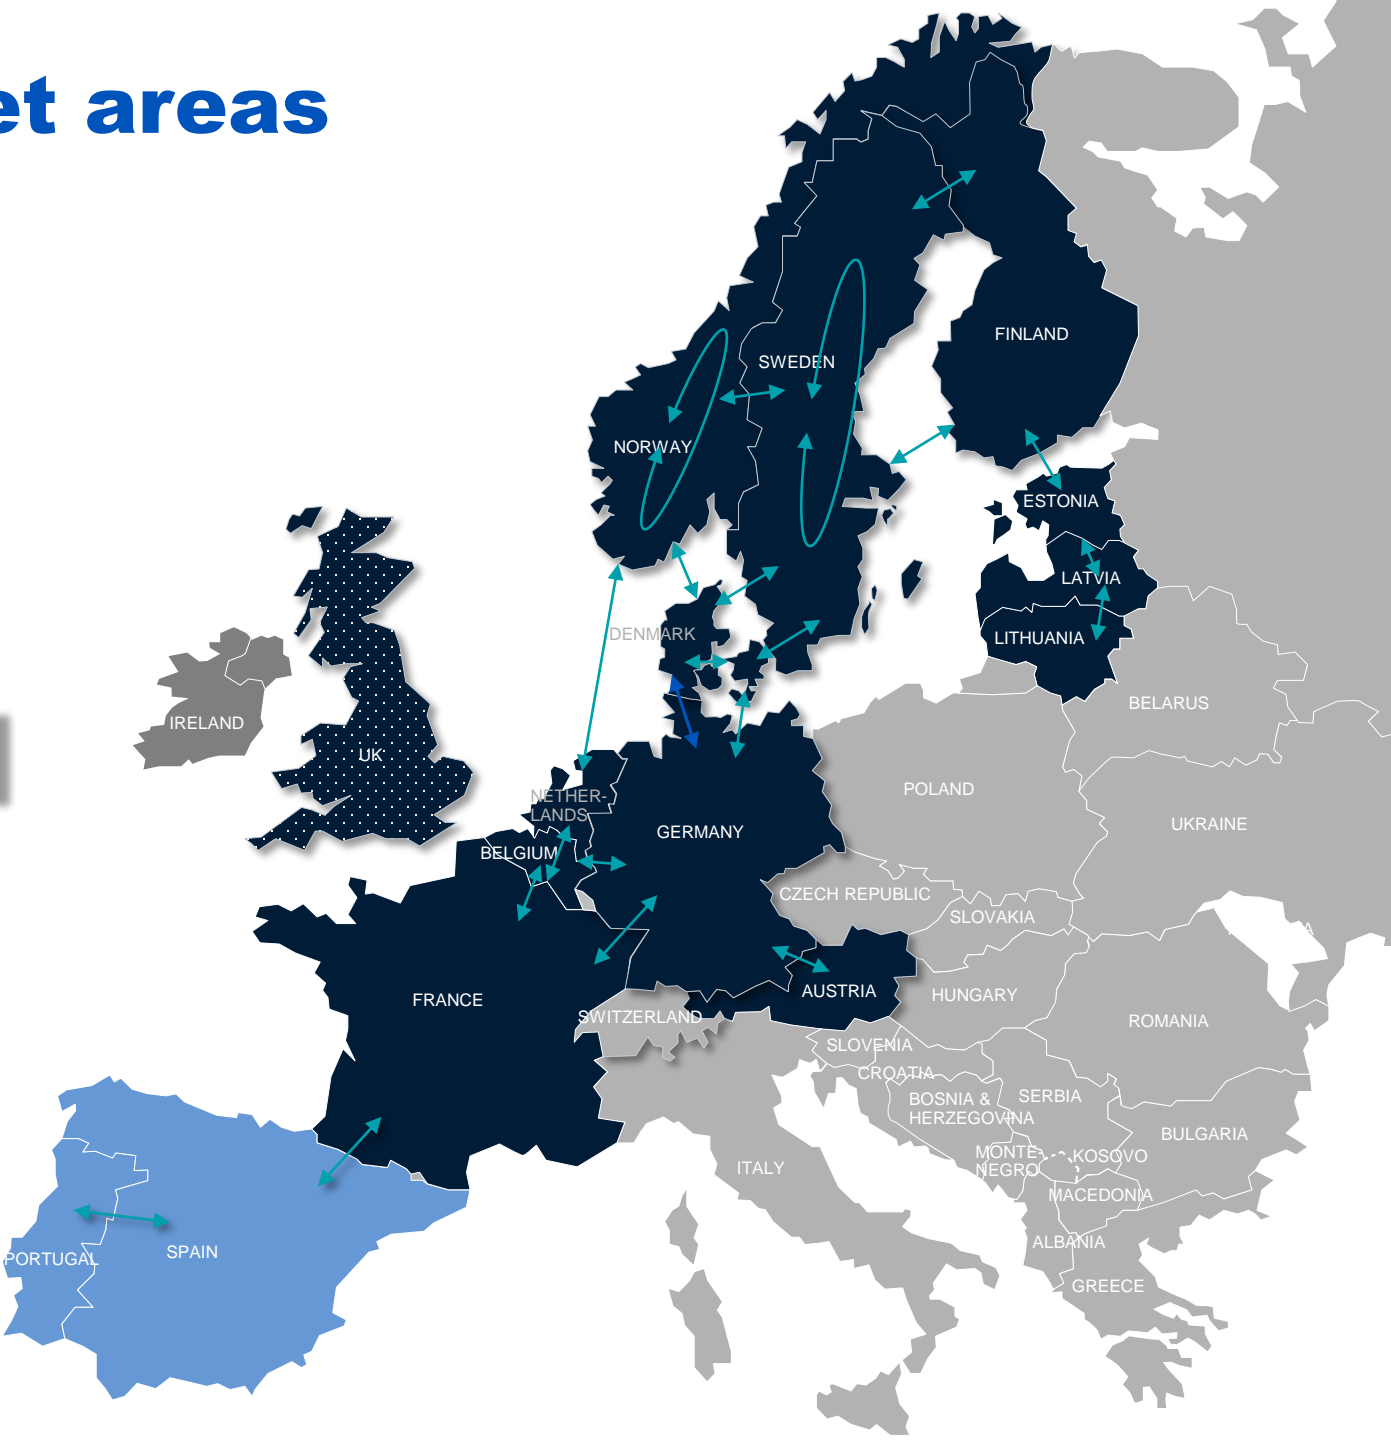 et areas
FINLAND
SWEDEN
NORWAY
ESTONIA
LATVIA
DENMARK
LITHUANIA
IRELAND
BELARUS
UK
POLAND
NETHER-
LANDS
UKRAINE
GERMANY
BELGIUM
CZECH REPUBLIC
SLOVAKIA
FRANCE
AUSTRIA
HUNGARY
SWITZERLAND
ROMANIA
SLOVENIA
CROATIA
BOSNIA &
HERZEGOVINA
SERBIA
BULGARIA
MONTE-
NEGRO
KOSOVO
ITALY
MACEDONIA
ALBANIA
SPAIN
PORTUGAL
GREECE